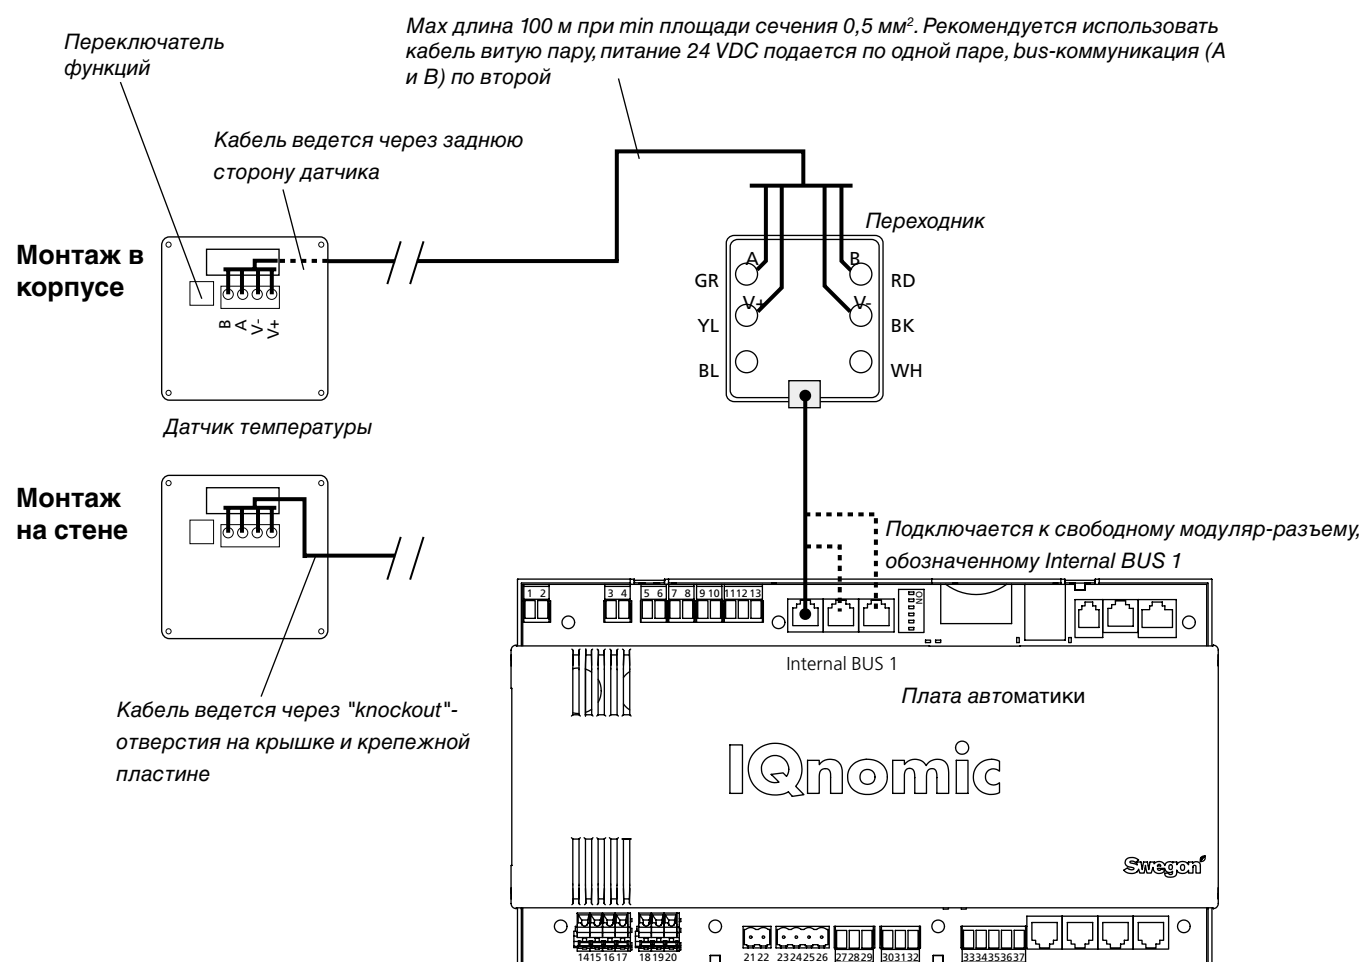 Max длина 100 м при min площади сечения 0,5 мм². Рекомендуется использовать
кабель витую пару, питание 24 VDC подается по одной паре, bus-коммуникация (A
и B) по второй
Переключатель
функций
Кабель ведется через заднюю
сторону датчика
Переходник
Монтаж в
корпусе
A
B
GR
RD
V+
V-
YL
BK
BL
WH
B
A
V-
V+
Датчик температуры
Монтаж
на стене
Подключается к свободному модуляр-разъему,
обозначенному Internal BUS 1
1 2
3 4
5 6
7 8
9 10
11 12 13
ON
Internal BUS 1
Плата автоматики
Кабель ведется через "knockout"-
отверстия на крышке и крепежной
пластине
IQnomic
Swegon
14 15 16 17
18 19 20
21 22
23 24 25 26
27 28 29
30 31 32
33 34 35 36 37